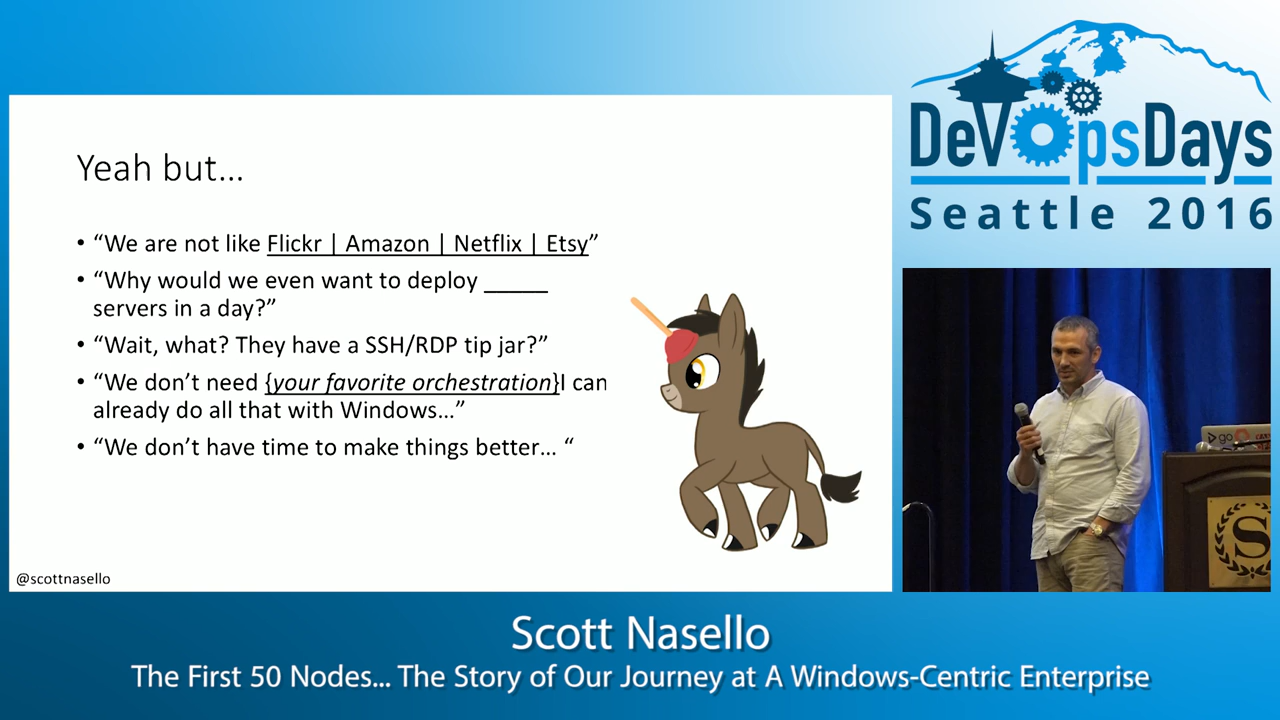 Yeah but...
• “We are not like Flickr | Amazon | Netflix | Etsy”
• “Why would we even want to deploy _____
servers in a day?”
• “Wait, what? They have a SSH/RDP tip jar?”
• “We don’t need {your favorite orchestration}I can
already do all that with Windows...”
• “We don’t have time to make things better... “
@scottnasello
DevOpsDays
Seattle 2016
go
S
Scott Nasello
The First 50 Nodes... The Story of Our Journey at A Windows-Centric Enterprise